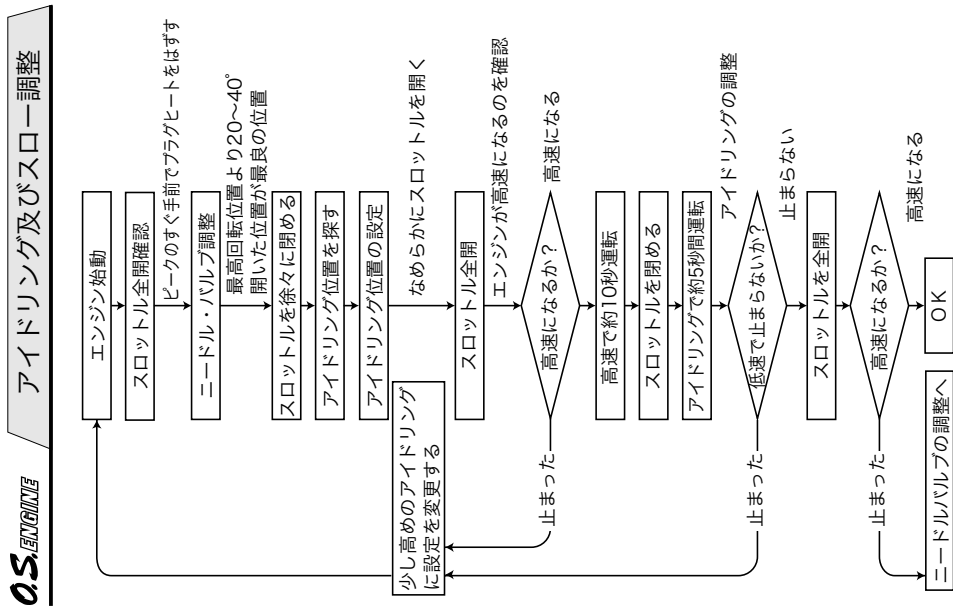 O.S.ENGINE
アイドリング及びスロー調整
エンジン始動
スロットル全開確認
ピークのすぐ手前でプラグヒートをはずす
ニードル・バルブ調整
最高回転位置より20〜40°
開いた位置が最良の位置
スロットルを徐々に閉める
アイドリング位置を探す
アイドリング位置の設定
なめらかにスロットルを開く
少し高めのアイドリング
に設定を変更する
スロットル全開
エンジンが高速になるのを確認
高速になるか？
高速になる
止まった
高速で約10秒運転
スロットルを閉める
アイドリングで約5秒間運転
アイドリングの調整
低速で止まらないか？
止まらない
止まった
スロットルを全開
高速になるか？
高速になる
止まった
ニードルバルブの調整へ
OK